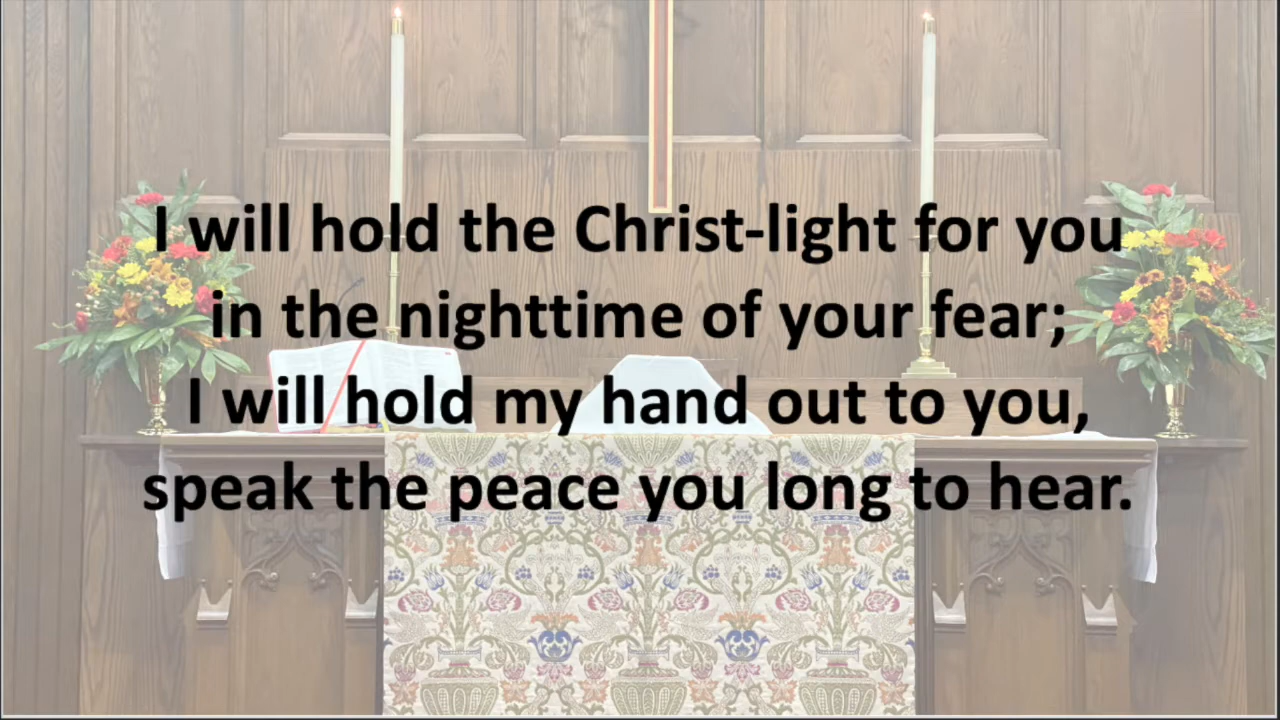 I will hold the Christ-light for you
in the nighttime of your fear;
I will hold my hand out to you,
speak the peace you long to hear.